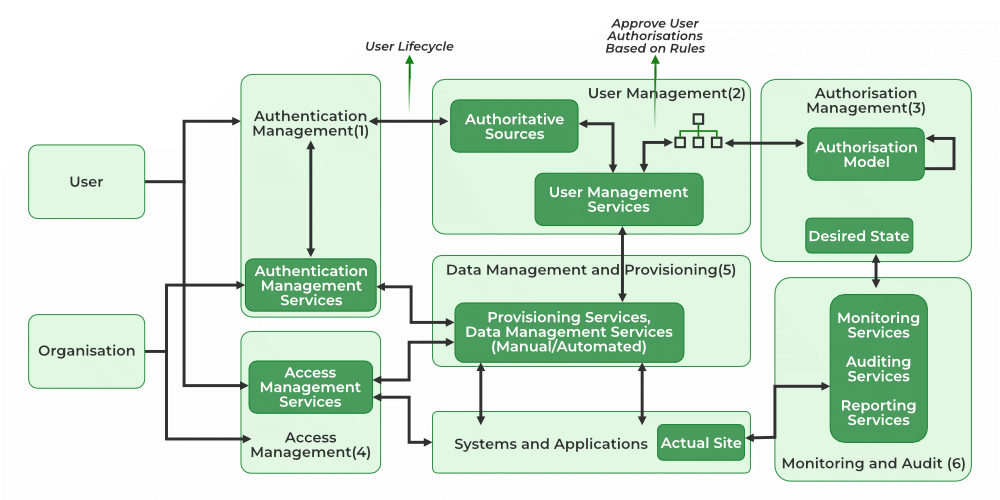 Approve User
Authorisations
Based on Rules
User Lifecycle
User Management(2)
Authentication
Management(1)
Authoritative
Sources
Authorisation
Management(3)
Authorisation
Model
User
User Management
Services
Desired State
Authentication
Management
Services
Data Management and Provisioning(5)
Provisioning Services,
Data Management Services
(Manual/Automated)
Monitoring
Services
Auditing
Services
Reporting
Services
Organisation
Access
Management
Services
Access
Management(4)
Systems and Applications
Actual Site
Monitoring and Audit (6)